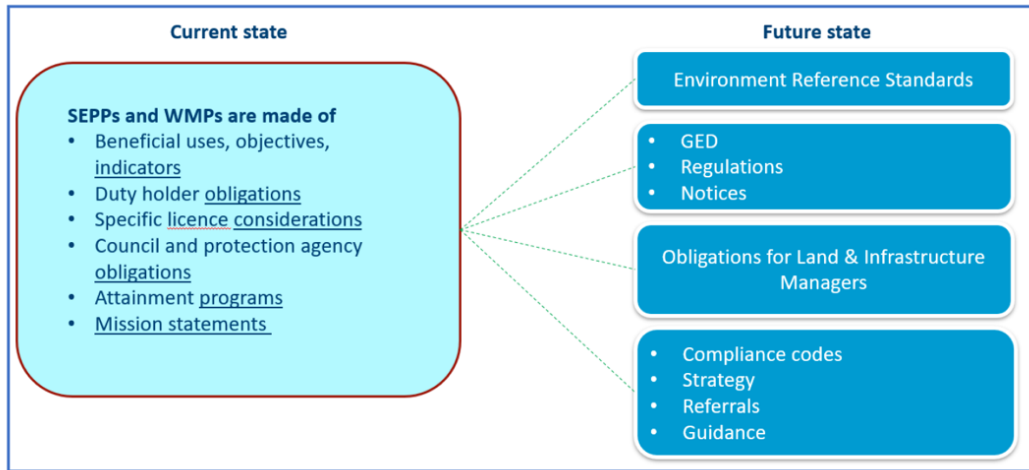 Current state
SEPPs and WMPs are made of
• Beneficial uses, objectives,
indicators
• Duty holder obligations
• Specific licence considerations
• Council and protection agency
obligations
• Attainment programs
• Mission statements
Future state
Environment Reference Standards
• GED
• Regulations
• Notices
Obligations for Land & Infrastructure
Managers
• Compliance codes
• Strategy
• Referrals
• Guidance